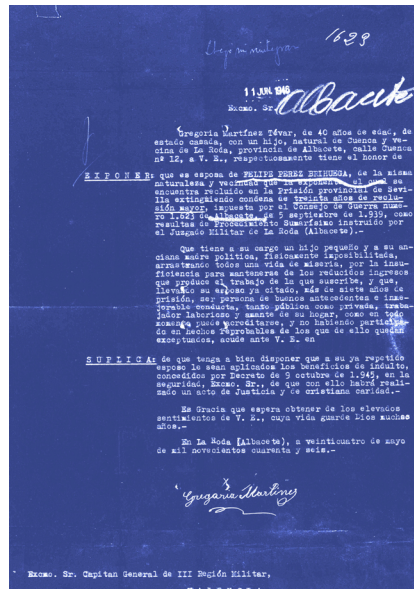 1623
11 JUN. 1946
Albacete
Excmo. Sr.
Gregoria Martínez Tóvar, de 40 años de edad, de
estado casada, con un hijo, natural de Cuenca y ve-
cina de La Roda, provincia de Albacete, calle Cuenca
nº 12, a V. E., respetuosamente tiene el honor de
EXPONER: que es esposa de FELIPE PEREZ BRIHUEGA, de la misma
naturaleza y vecindad que la exponente, el cual se
encuentra recluido en la Prisión provincial de Sevi-
lla extinguiendo condena de treinta años de reclu-
sión mayor, impuesta por el Consejo de Guerra núme-
ro 1.623 de Albacete, de 5 septiembre de 1.939, como
resultas de Procedimiento Sumarísimo instruido por
el Juzgado Militar de La Roda (Albacete).-
Que tiene a su cargo un hijo pequeño y a su an-
ciana madre política, físicamente imposibilitada,
arrastrando todos una vida de miseria, por la insu-
ficiencia para mantenerse de los reducidos ingresos
que produce el trabajo de la que suscribe, y que,
llevado su esposo ya citado, más de siete años de
prisión, ser persona de buenos antecedentes e inme-
jorable conducta, tanto pública como privada, traba-
jador laborioso y amante de su hogar, como en todo
momento puede acreditarse, y no habiendo participa-
do en hechos reprobables de los que de ello quedan
exceptuados, acude ante V. E. en
SUPLICA: de que tenga a bien disponer que a su ya repetido
esposo le sean aplicados los beneficios de indulto,
concedidos por Decreto de 9 octubre de 1.945, en la
seguridad, Excmo. Sr., de que con ello habrá reali-
zado un acto de Justicia y de cristiana caridad.-
Es Gracia que espera obtener de los elevados
sentimientos de V. E., cuya vida guarde Dios muchos
años.-
En La Roda (Albacete), a veinticuatro de mayo
de mil novecientos cuarenta y seis.-
Gregoria Martínez
Excmo. Sr. Capitan General de III Región Militar,